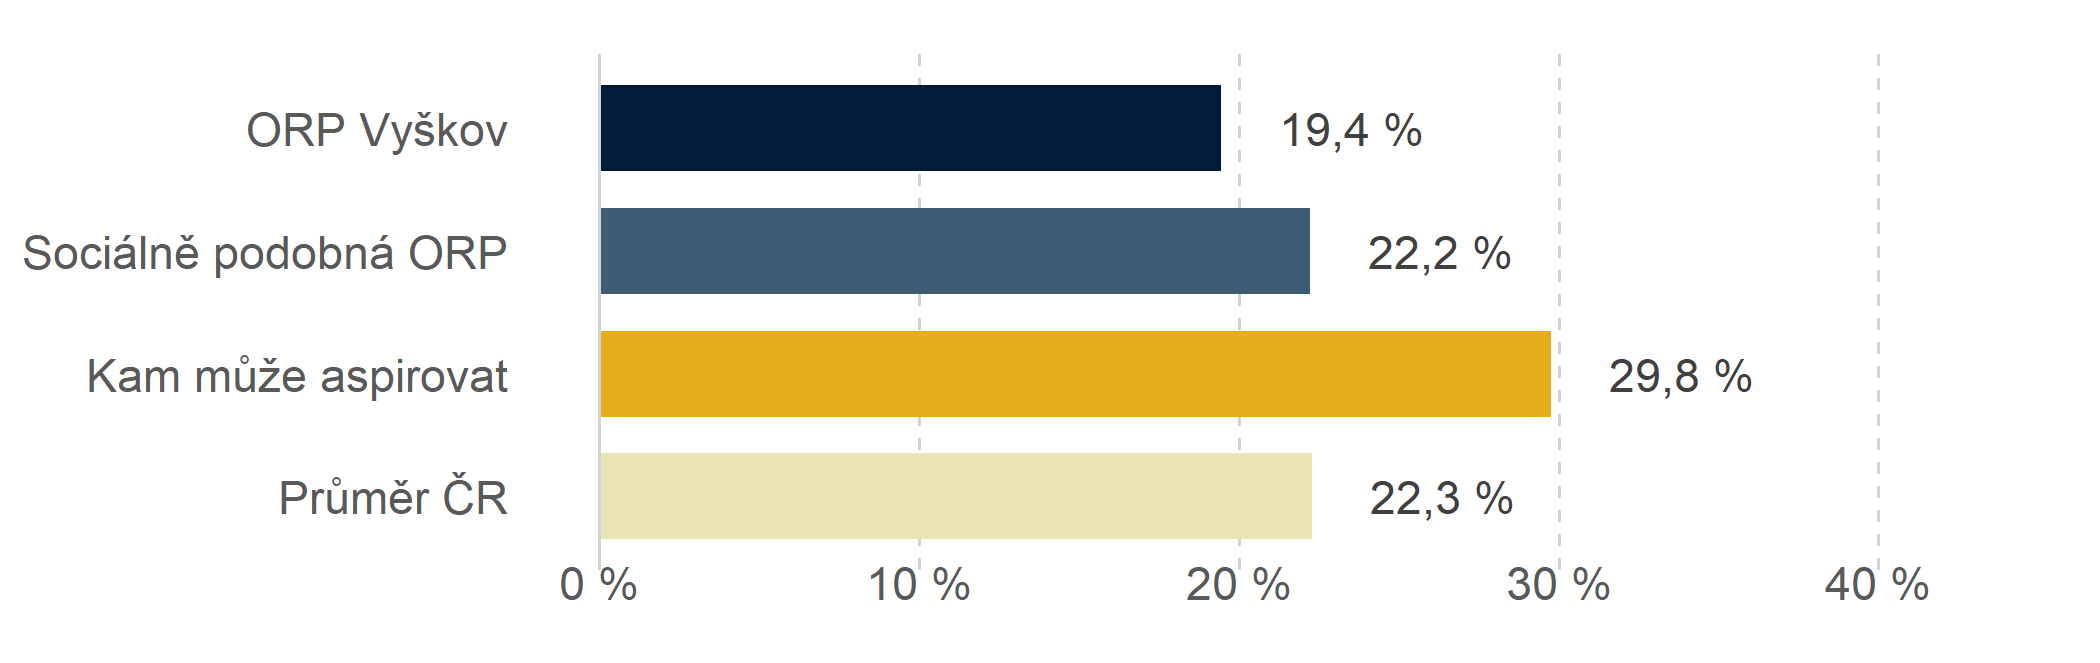 ORP Vyškov 19,4 %
Sociálně podobná ORP 22,2 %
Kam může aspirovat 29,8 %
Průměr ČR 22,3 %
0 % 10 % 20 % 30 % 40 %